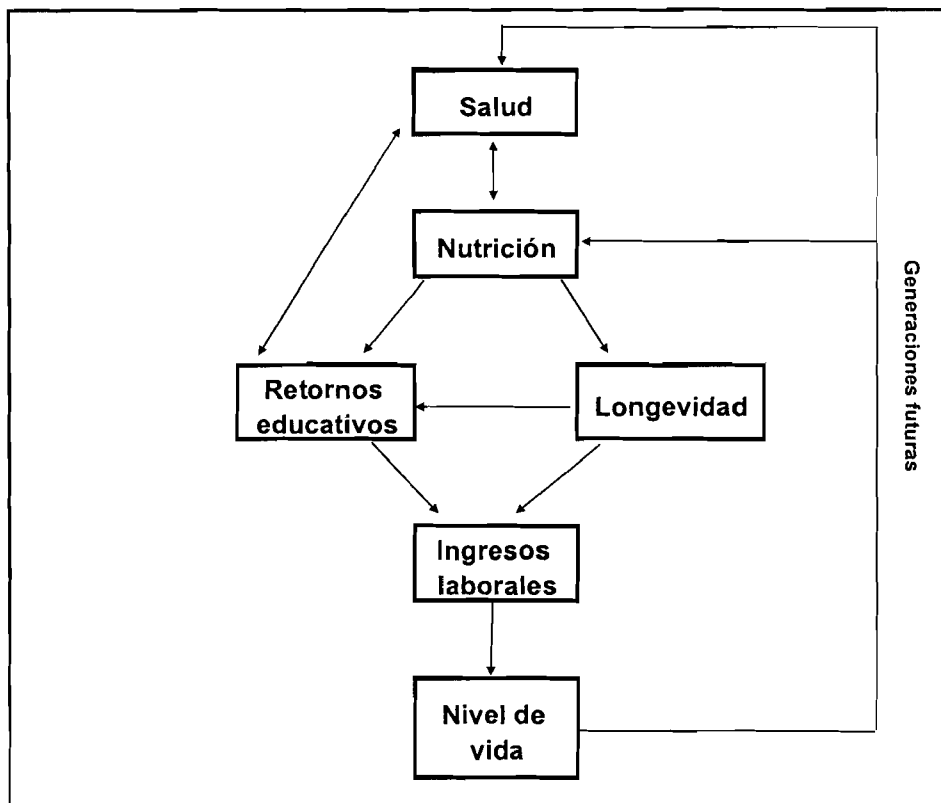 Salud
Nutrición
Retornos
educativos
Longevidad
Ingresos
laborales
Nivel de
vida
Generaciones futuras